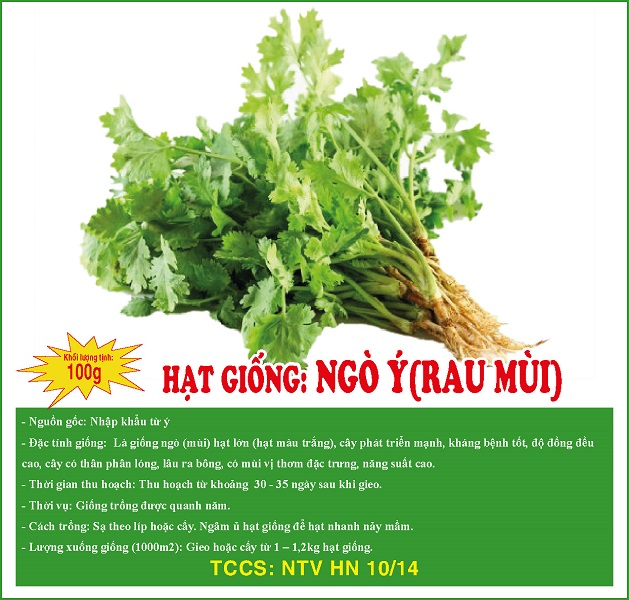 Khối lượng tịnh:
100g
HẠT GIỐNG: NGÒ Ý(RAU MÙI)
- Nguồn gốc: Nhập khẩu từ ý
- Đặc tính giống: Là giống ngò (mùi) hạt lớn (hạt màu trắng), cây phát triển mạnh, kháng bệnh tốt, độ đồng đều
cao, cây có thân phân lóng, lâu ra bông, có mùi vị thơm đặc trưng, năng suất cao.
- Thời gian thu hoạch: Thu hoạch từ khoảng 30 - 35 ngày sau khi gieo.
- Thời vụ: Giống trồng được quanh năm.
- Cách trồng: Sạ theo líp hoặc cấy. Ngâm ủ hạt giống để hạt nhanh nảy mầm.
- Lượng xuống giống (1000m2): Gieo hoặc cấy từ 1 – 1,2kg hạt giống.
TCCS: NTV HN 10/14